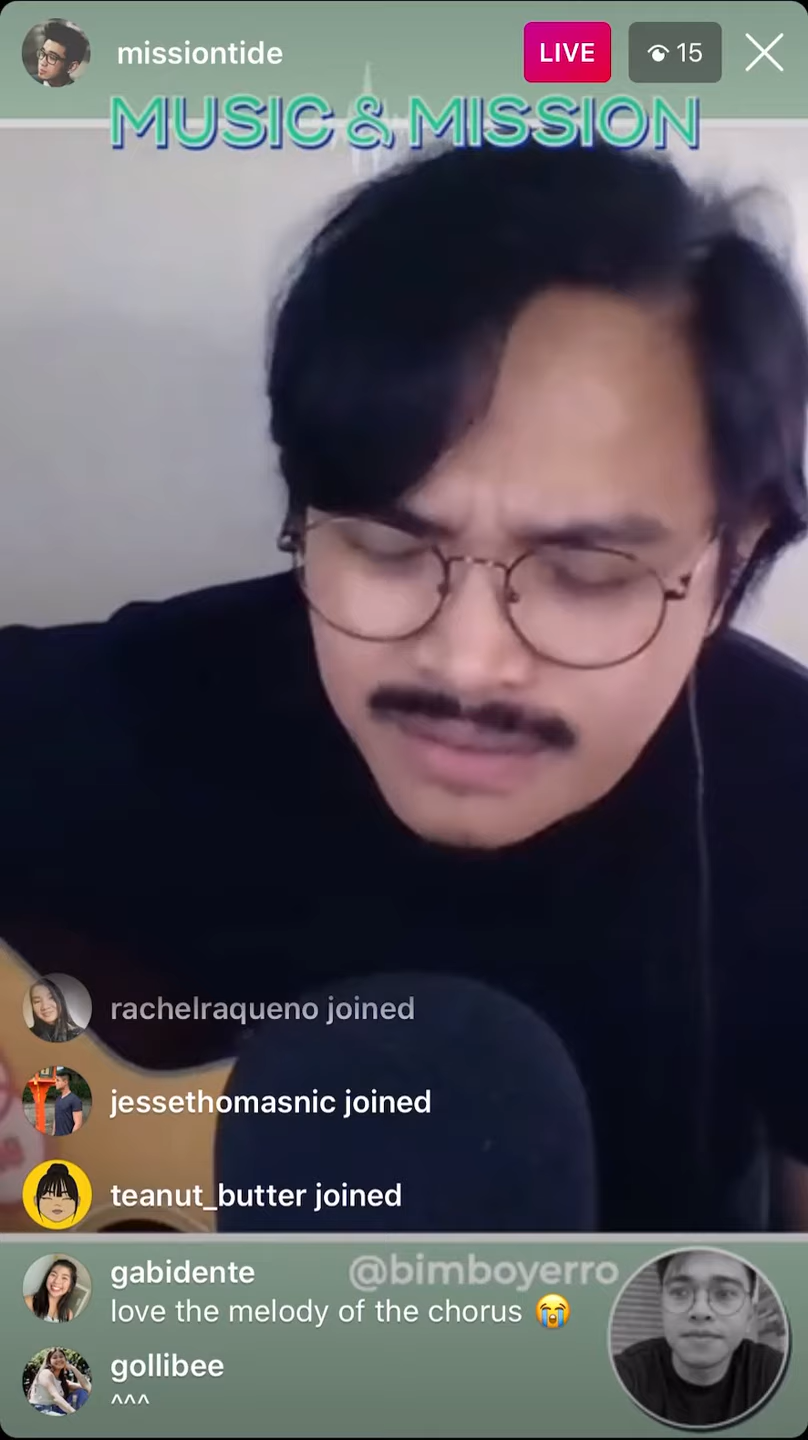 missiontide
LIVE
15
MUSIC & MISSION
rachelraqueno joined
jessethomasnic joined
teanut_butter joined
gabidente
@bimboyerro
love the melody of the chorus 😭
gollibee
^^^